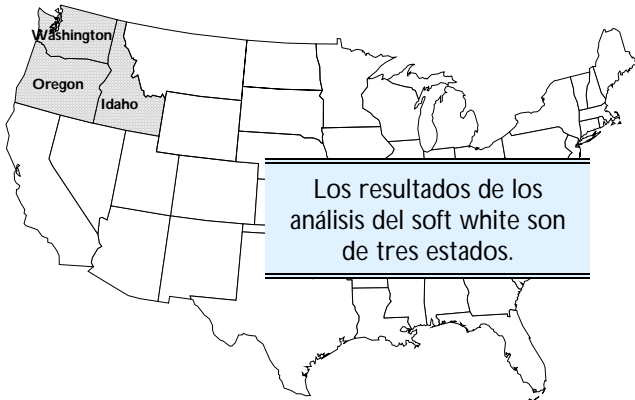 Washington
Oregon
Idaho
Los resultados de los
análisis del soft white son
de tres estados.